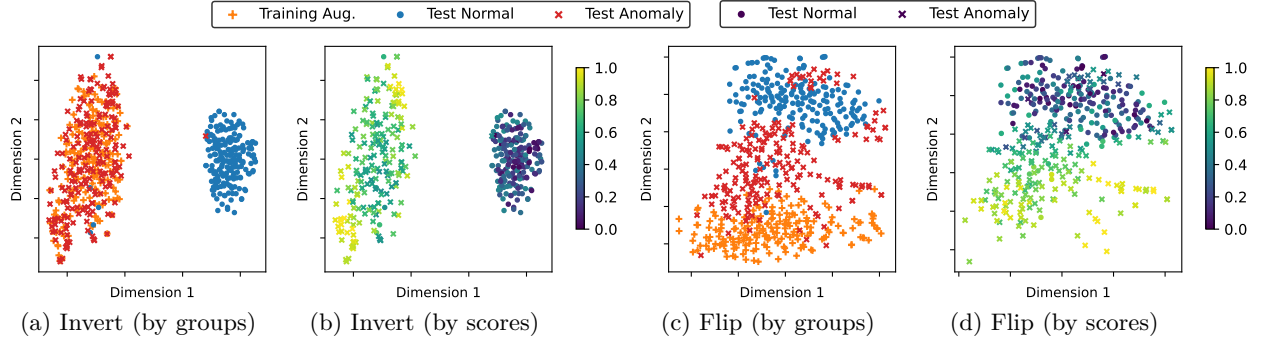 Training Aug. Test Normal Test Anomaly
Test Normal Test Anomaly
Dimension 2
Dimension 1
(a) Invert (by groups)
Dimension 2
Dimension 1
1.0
0.8
0.6
0.4
0.2
0.0
(b) Invert (by scores)
Dimension 2
Dimension 1
(c) Flip (by groups)
Dimension 2
Dimension 1
1.0
0.8
0.6
0.4
0.2
0.0
(d) Flip (by scores)